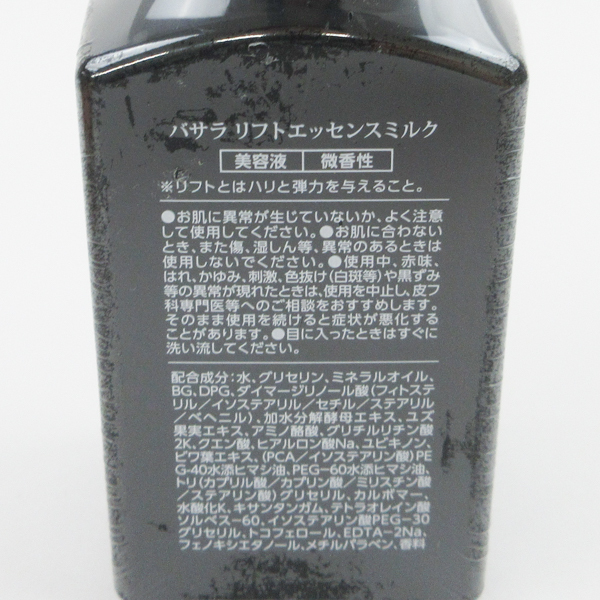 バサラ リフトエッセンスミルク
美容液 微香性
※リフトとはハリと弾力を与えること。
●お肌に異常が生じていないか、よく注意
して使用してください。●お肌に合わない
とき、また傷、湿しん等、異常のあるときは
使用しないでください。●使用中、赤味、
はれ、かゆみ、刺激、色抜け(白斑等)や黒ずみ
等の異常が現れたときは、使用を中止し、皮フ
科専門医等へのご相談をおすすめします。
そのまま使用を続けると症状が悪化する
ことがあります。●目に入ったときはすぐに
洗い流してください。
配合成分:水、グリセリン、ミネラルオイル、
BG、DPG、ダイマージリノール酸(フィトステ
リル/イソステアリル/セチル/ステアリル
/ベヘニル)、加水分解酵母エキス、ユズ
果実エキス、アミノ酪酸、グリチルリチン酸
2K、クエン酸、ヒアルロン酸Na、ユビキノン、
ビワ葉エキス、(PCA/イソステアリン酸)PE
G-40水添ヒマシ油、PEG-60水添ヒマシ油、
トリ(カプリル酸/カプリン酸/ミリスチン酸
/ステアリン酸)グリセリル、カルボマー、
水酸化K、キサンタンガム、テトラオレイン酸
ソルベス-60、イソステアリン酸PEG-30
グリセリル、トコフェロール、EDTA-2Na、
フェノキシエタノール、メチルパラベン、香料